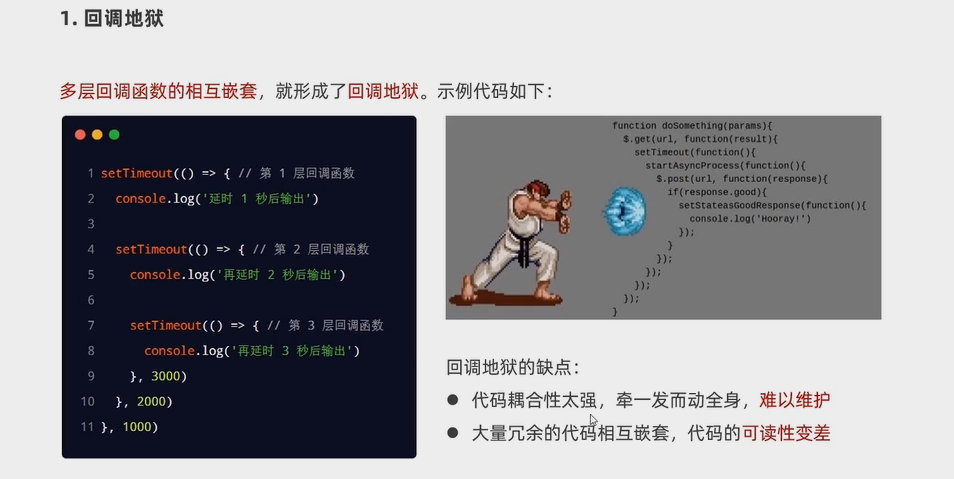 1. 回调地狱
多层回调函数的相互嵌套，就形成了回调地狱。示例代码如下：
1 setTimeout(() => { // 第 1 层回调函数
2 console.log('延时 1 秒后输出')
3
4 setTimeout(() => { // 第 2 层回调函数
5 console.log('再延时 2 秒后输出')
6
7 setTimeout(() => { // 第 3 层回调函数
8 console.log('再延时 3 秒后输出')
9 }, 3000)
10 }, 2000)
11 }, 1000)
function doSomething(params){
$.get(url, function(result){
setTimeout(function(){
startAsyncProcess(function(){
$.post(url, function(response){
if(response.good){
setStateasGoodResponse(function(){
console.log('Hooray!')
});
}
});
});
});
});
}
回调地狱的缺点：
● 代码耦合性太强，牵一发而动全身，难以维护
● 大量冗余的代码相互嵌套，代码的可读性变差